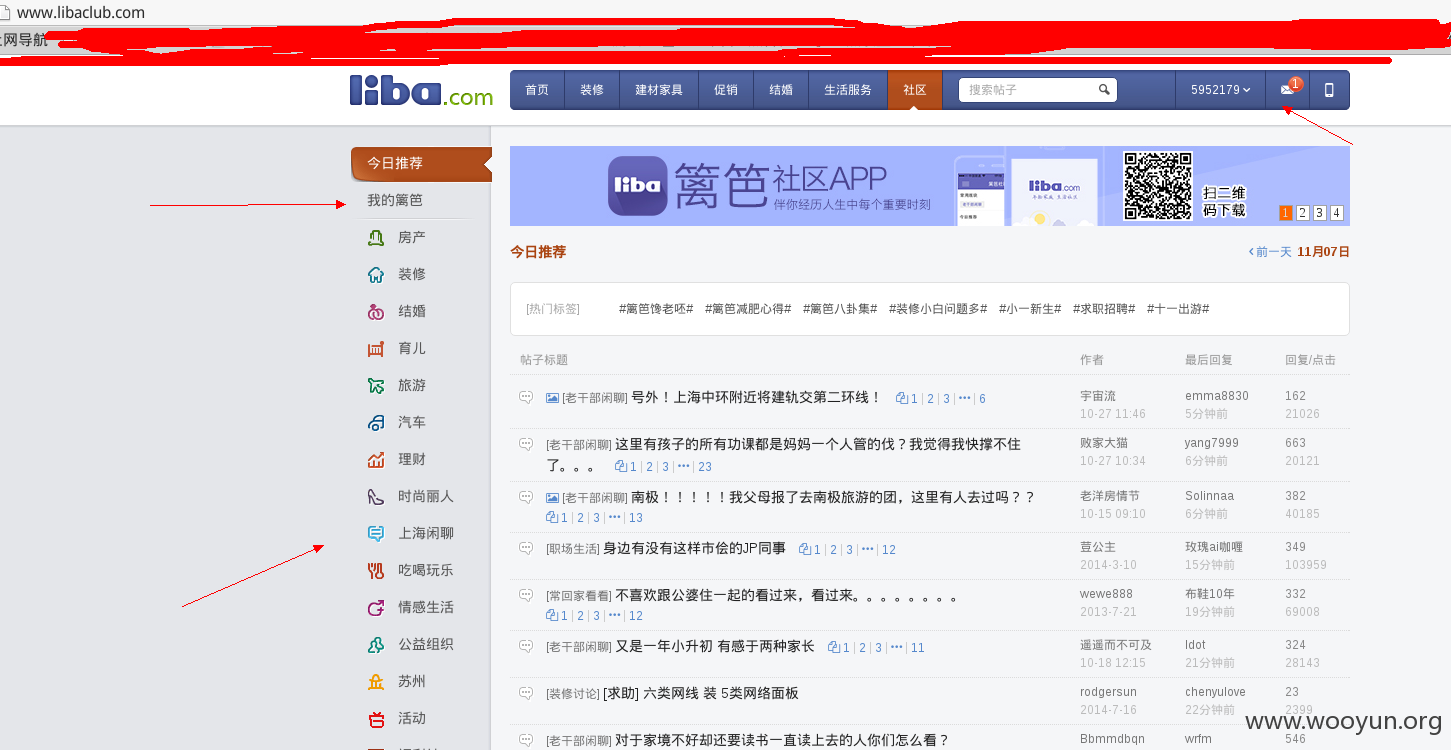 www.libaclub.com
网导航
liba.com
首页 装修 建材家具 促销 结婚 生活服务 社区 搜索帖子 5952179 1
今日推荐
我的篱笆
房产
装修
结婚
育儿
旅游
汽车
理财
时尚丽人
上海闲聊
吃喝玩乐
情感生活
公益组织
苏州
活动
liba 篱笆社区APP
伴你经历人生中每个重要时刻
liba.com
扫二维
码下载
1 2 3 4
今日推荐 前一天 11月07日
[热门标签] #篱笆馋老呸# #篱笆减肥心得# #篱笆八卦集# #装修小白问题多# #小一新生# #求职招聘# #十一出游#
帖子标题 作者 最后回复 回复/点击
[老干部闲聊] 号外！上海中环附近将建轨交第二环线！ 1 | 2 | 3 | ··· | 6 宇宙流 emma8830 162
10-27 11:46 5分钟前 21026
[老干部闲聊] 这里有孩子的所有功课都是妈妈一个人管的伐？我觉得我快撑不住 败家大猫 yang7999 663
了。。。 1 | 2 | 3 | ··· | 23 10-27 10:34 6分钟前 20121
[老干部闲聊] 南极！！！！！我父母报了去南极旅游的团，这里有人去过吗？？ 老洋房情节 Solinnaa 382
1 | 2 | 3 | ··· | 13 10-15 09:10 6分钟前 40185
[职场生活] 身边有没有这样市侩的JP同事 1 | 2 | 3 | ··· | 12 荳公主 玫瑰ai咖喱 349
2014-3-10 15分钟前 103959
[常回家看看] 不喜欢跟公婆住一起的看过来，看过来。。。。。。。。 wewe888 布鞋10年 332
1 | 2 | 3 | ··· | 12 2013-7-21 19分钟前 69008
[老干部闲聊] 又是一年小升初 有感于两种家长 1 | 2 | 3 | ··· | 11 遥遥而不可及 ldot 324
10-18 12:15 21分钟前 28143
[装修讨论] [求助] 六类网线 装 5类网络面板 rodgersun chenyulove 23
2014-7-16 22分钟前 2399
[老干部闲聊] 对于家境不好却还要读书一直读上去的人你们怎么看？ Bbmmdbqn wrfm 546
www.wooyun.org